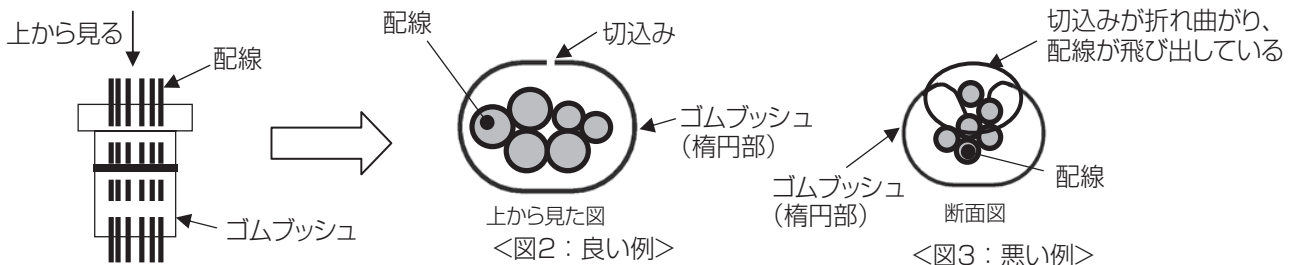 上から見る
配線
ゴムブッシュ
配線
切込み
ゴムブッシュ
(楕円部)
上から見た図
<図2:良い例>
切込みが折れ曲がり、
配線が飛び出している
ゴムブッシュ
(楕円部)
配線
断面図
<図3:悪い例>